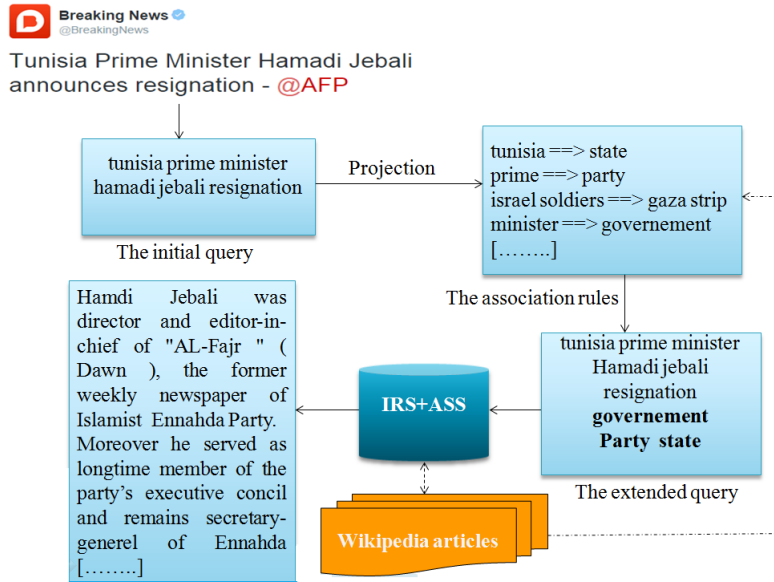 Breaking News
@BreakingNews
Tunisia Prime Minister Hamadi Jebali
announces resignation - @AFP
tunisia prime minister
hamadi jebali resignation
The initial query
Projection
tunisia ==> state
prime ==> party
israel soldiers ==> gaza strip
minister ==> governement
[……..]
The association rules
tunisia prime minister
Hamadi jebali
resignation
governement
Party state
The extended query
IRS+ASS
Wikipedia articles
Hamdi Jebali was
director and editor-in-
chief of "AL-Fajr " (
Dawn ), the former
weekly newspaper of
Islamist Ennahda Party.
Moreover he served as
longtime member of the
party’s executive concil
and remains secretary-
generel of Ennahda
[……..]